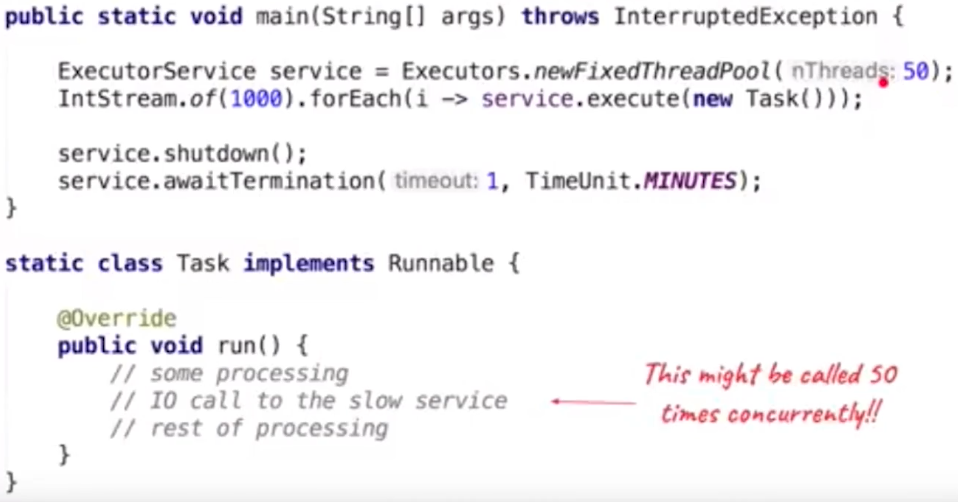 public static void main(String[] args) throws InterruptedException {
ExecutorService service = Executors.newFixedThreadPool( nThreads: 50);
IntStream.of(1000).forEach(i -> service.execute(new Task()));
service.shutdown();
service.awaitTermination( timeout: 1, TimeUnit.MINUTES);
}
static class Task implements Runnable {
@Override
public void run() {
// some processing
// IO call to the slow service
// rest of processing
}
}
This might be called 50
times concurrently!!